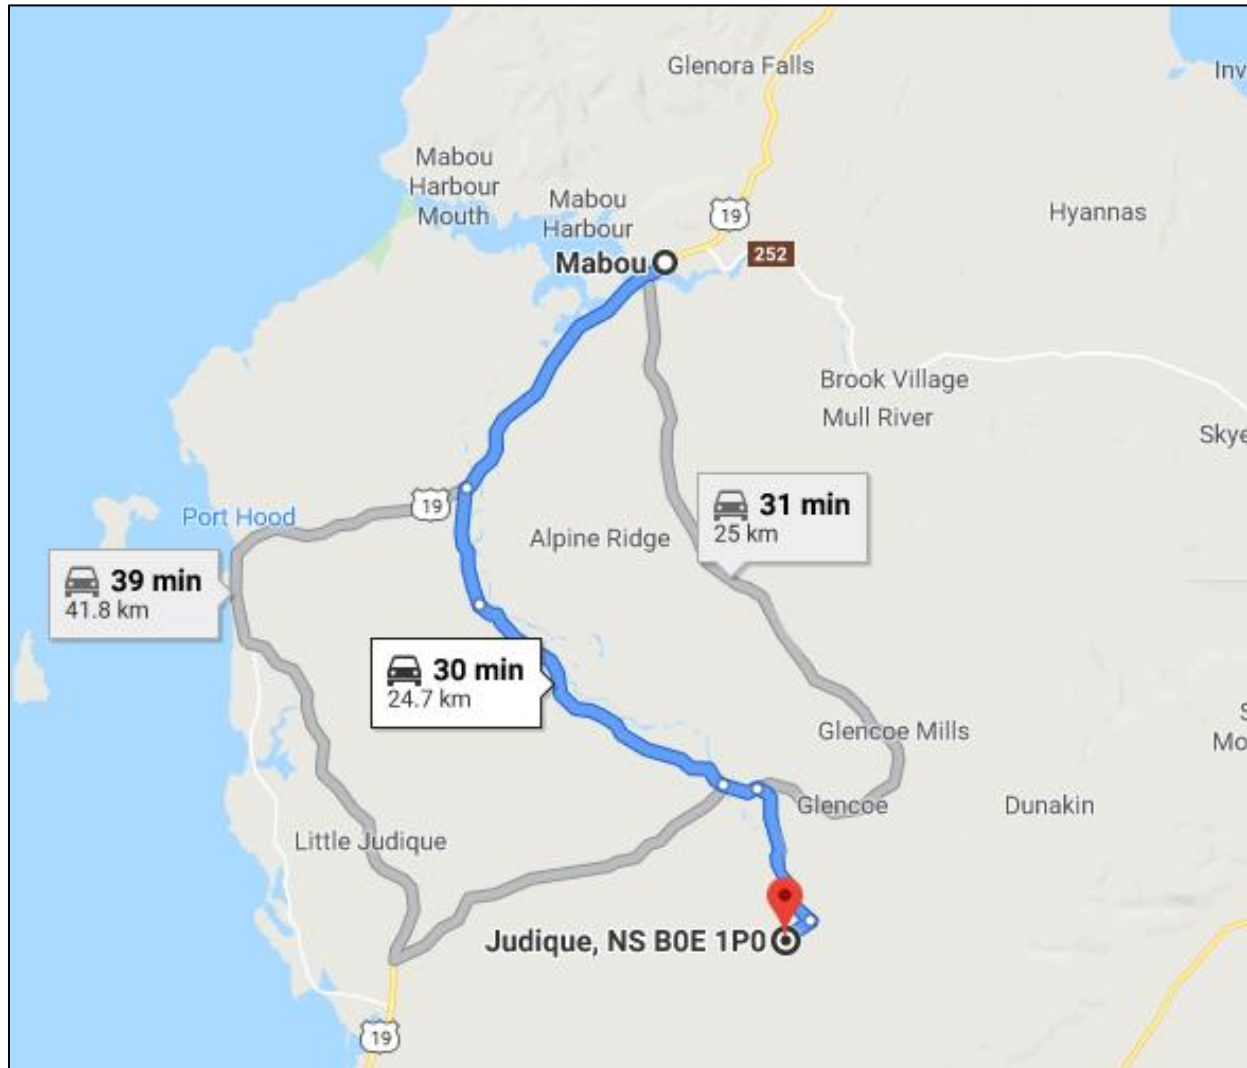 Glenora Falls
Inv
Mabou
Harbour
Mouth
Mabou
Harbour
19
Hyannas
Mabou
252
Brook Village
Mull River
Skye
31 min
25 km
19
Port Hood
Alpine Ridge
39 min
41.8 km
30 min
24.7 km
Glencoe Mills
S
Mo
Glencoe
Dunakin
Little Judique
Judique, NS B0E 1P0
19